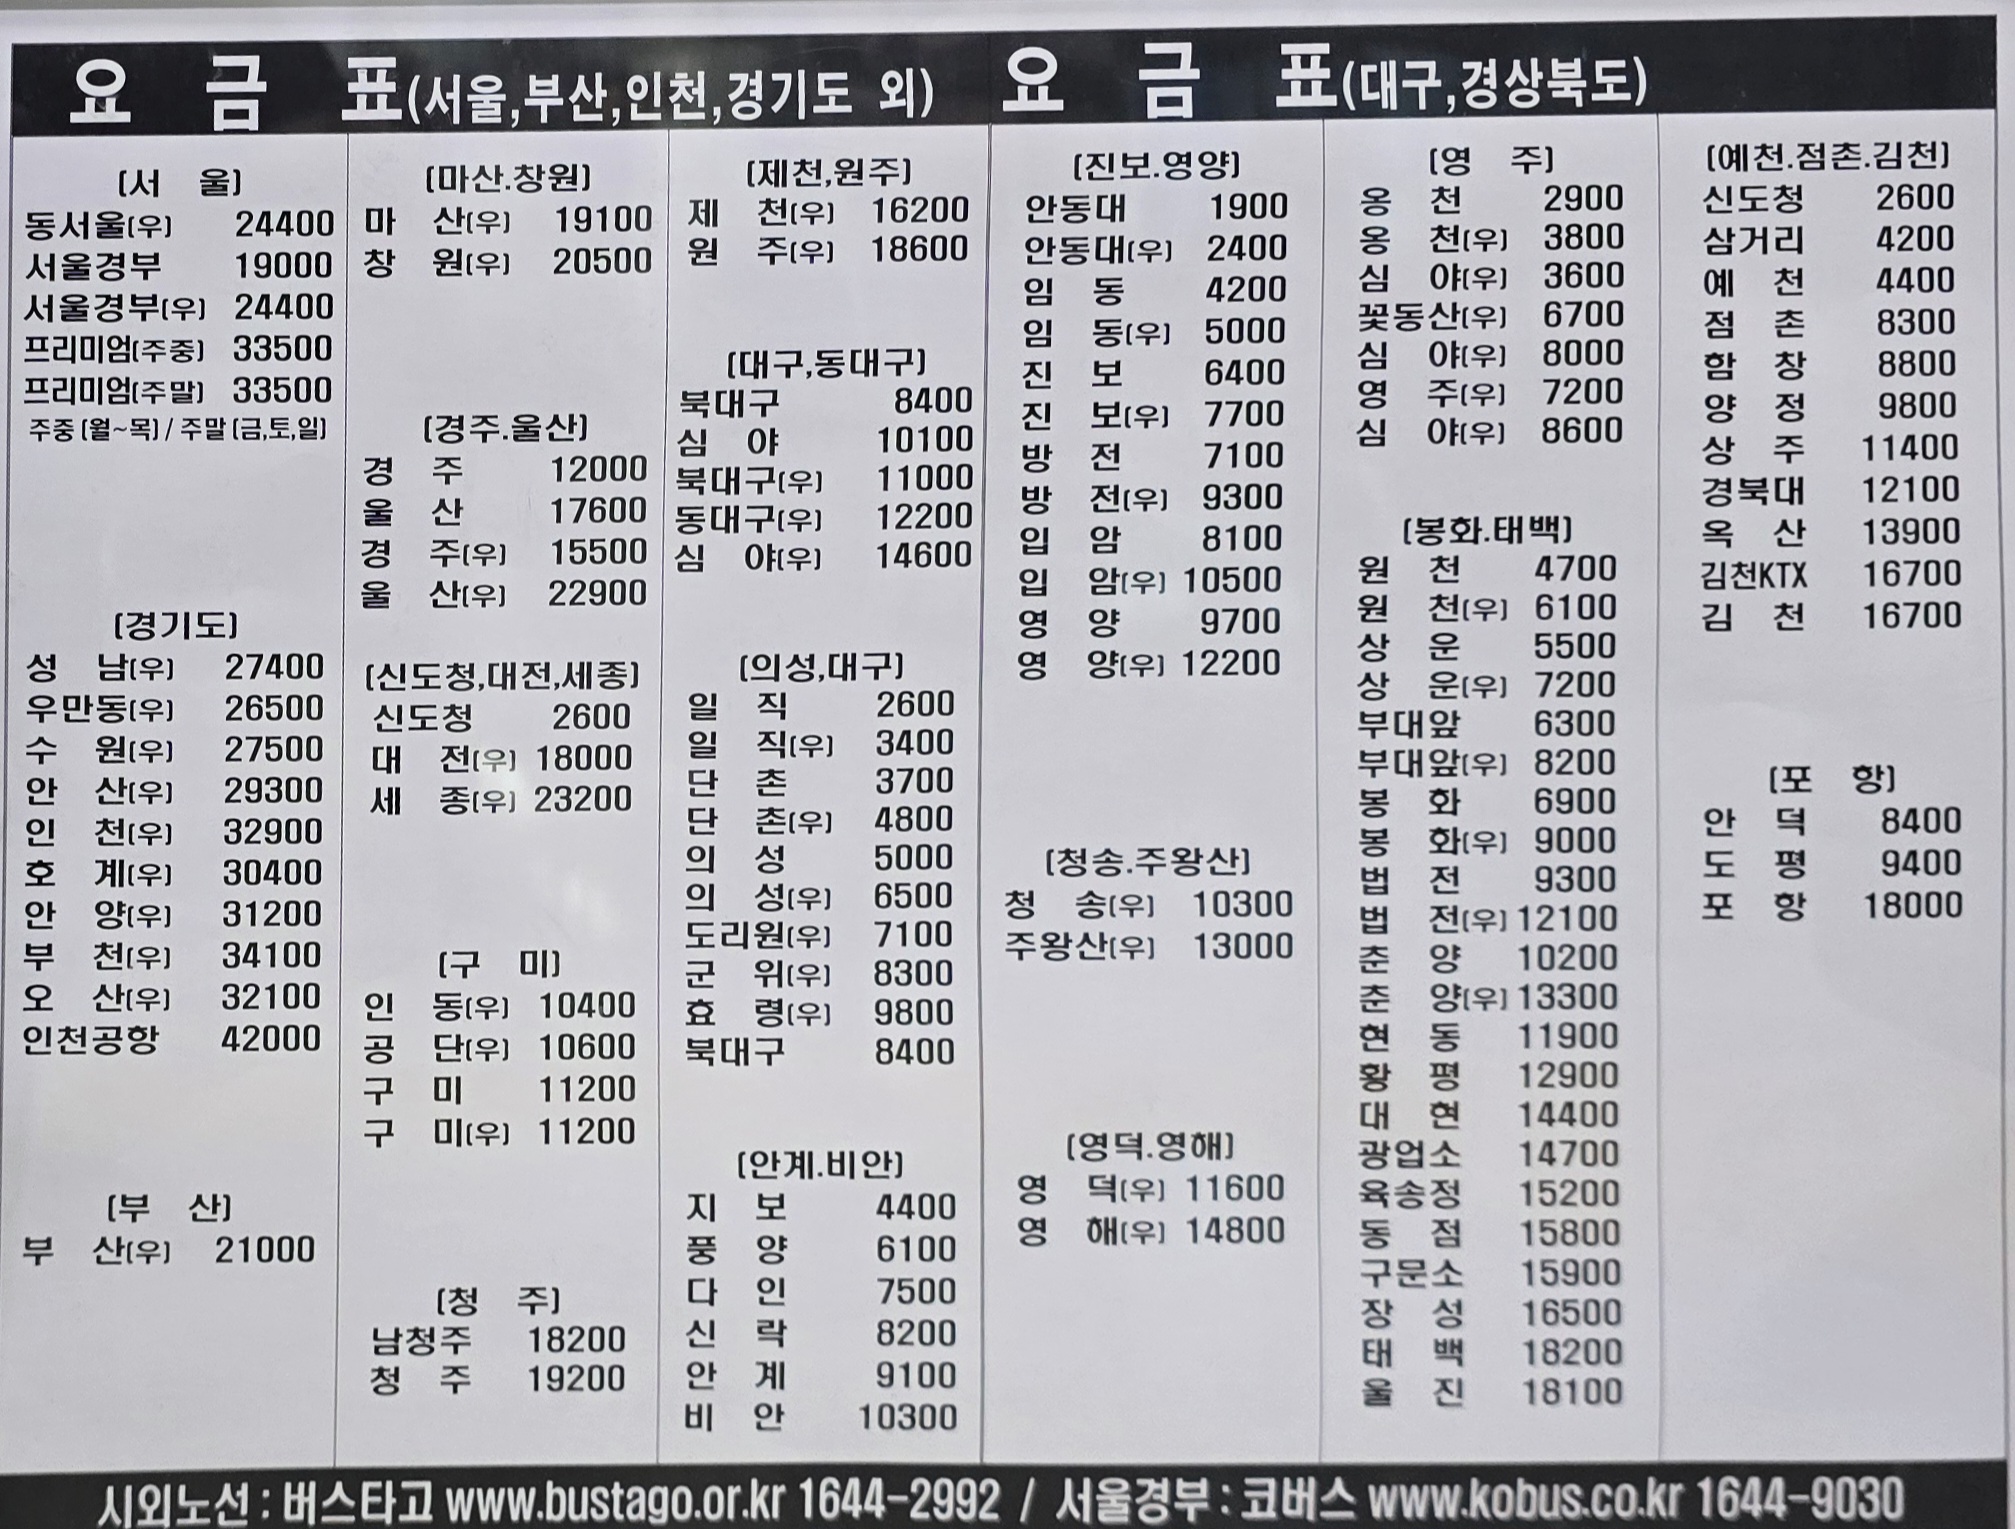 요 금 표(서울,부산,인천,경기도 외)
(서 울)
동서울(우) 24400
서울경부 19000
서울경부(우) 24400
프리미엄(주중) 33500
프리미엄(주말) 33500
주중(월~목)/주말(금,토,일)
(경기도)
성 남(우) 27400
우만동(우) 26500
수 원(우) 27500
안 산(우) 29300
인 천(우) 32900
호 계(우) 30400
안 양(우) 31200
부 천(우) 34100
오 산(우) 32100
인천공항 42000
(부 산)
부 산(우) 21000
(마산.창원)
마 산(우) 19100
창 원(우) 20500
(경주.울산)
경 주 12000
울 산 17600
경 주(우) 15500
울 산(우) 22900
(신도청,대전,세종)
신도청 2600
대 전(우) 18000
세 종(우) 23200
(구 미)
인 동(우) 10400
공 단(우) 10600
구 미 11200
구 미(우) 11200
(청 주)
남청주 18200
청 주 19200
(제천,원주)
제 천(우) 16200
원 주(우) 18600
(대구,동대구)
북대구 8400
심 야 10100
북대구(우) 11000
동대구(우) 12200
심 야(우) 14600
(의성,대구)
일 직 2600
일 직(우) 3400
단 촌 3700
단 촌(우) 4800
의 성 5000
의 성(우) 6500
도리원(우) 7100
군 위(우) 8300
효 령(우) 9800
북대구 8400
(안계.비안)
지 보 4400
풍 양 6100
다 인 7500
신 락 8200
안 계 9100
비 안 10300
요 금 표(대구,경상북도)
(진보.영양)
안동대 1900
안동대(우) 2400
임 동 4200
임 동(우) 5000
진 보 6400
진 보(우) 7700
방 전 7100
방 전(우) 9300
입 암 8100
입 암(우) 10500
영 양 9700
영 양(우) 12200
(청송.주왕산)
청 송(우) 10300
주왕산(우) 13000
(영덕.영해)
영 덕(우) 11600
영 해(우) 14800
(영 주)
옹 천 2900
옹 천(우) 3800
심 야(우) 3600
꽃동산(우) 6700
심 야(우) 8000
영 주(우) 7200
심 야(우) 8600
(봉화.태백)
원 천 4700
원 천(우) 6100
상 운 5500
상 운(우) 7200
부대앞 6300
부대앞(우) 8200
봉 화 6900
봉 화(우) 9000
법 전 9300
법 전(우) 12100
춘 양 10200
춘 양(우) 13300
현 동 11900
황 평 12900
대 현 14400
광업소 14700
육송정 15200
동 점 15800
구문소 15900
장 성 16500
태 백 18200
울 진 18100
(예천.점촌.김천)
신도청 2600
삼거리 4200
예 천 4400
점 촌 8300
함 창 8800
양 정 9800
상 주 11400
경북대 12100
옥 산 13900
김천KTX 16700
김 천 16700
(포 항)
안 덕 8400
도 평 9400
포 항 18000
시외노선 : 버스타고 www.bustago.or.kr 1644-2992 / 서울경부 : 코버스 www.kobus.co.kr 1644-9030